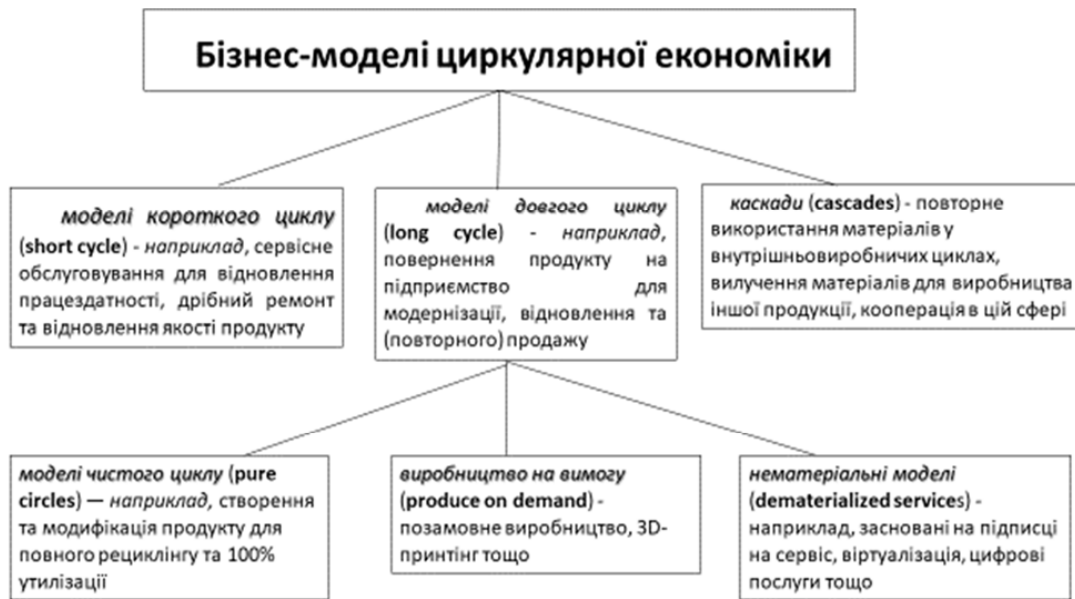 Бізнес-моделі циркулярної економіки
моделі короткого циклу
(short cycle) - наприклад, сервісне
обслуговування для відновлення
працездатності, дрібний ремонт
та відновлення якості продукту
моделі довгого циклу
(long cycle) - наприклад,
повернення продукту на
підприємство для
модернізації, відновлення та
(повторного) продажу
каскади (cascades) - повторне
використання матеріалів у
внутрішньовиробничих циклах,
вилучення матеріалів для виробництва
іншої продукції, кооперація в цій сфері
моделі чистого циклу (pure
circles) — наприклад, створення
та модифікація продукту для
повного рециклінгу та 100%
утилізації
виробництво на вимогу
(produce on demand) -
позамовне виробництво, 3D-
принтінг тощо
нематеріальні моделі
(dematerialized services) -
наприклад, засновані на підписці
на сервіс, віртуалізація, цифрові
послуги тощо